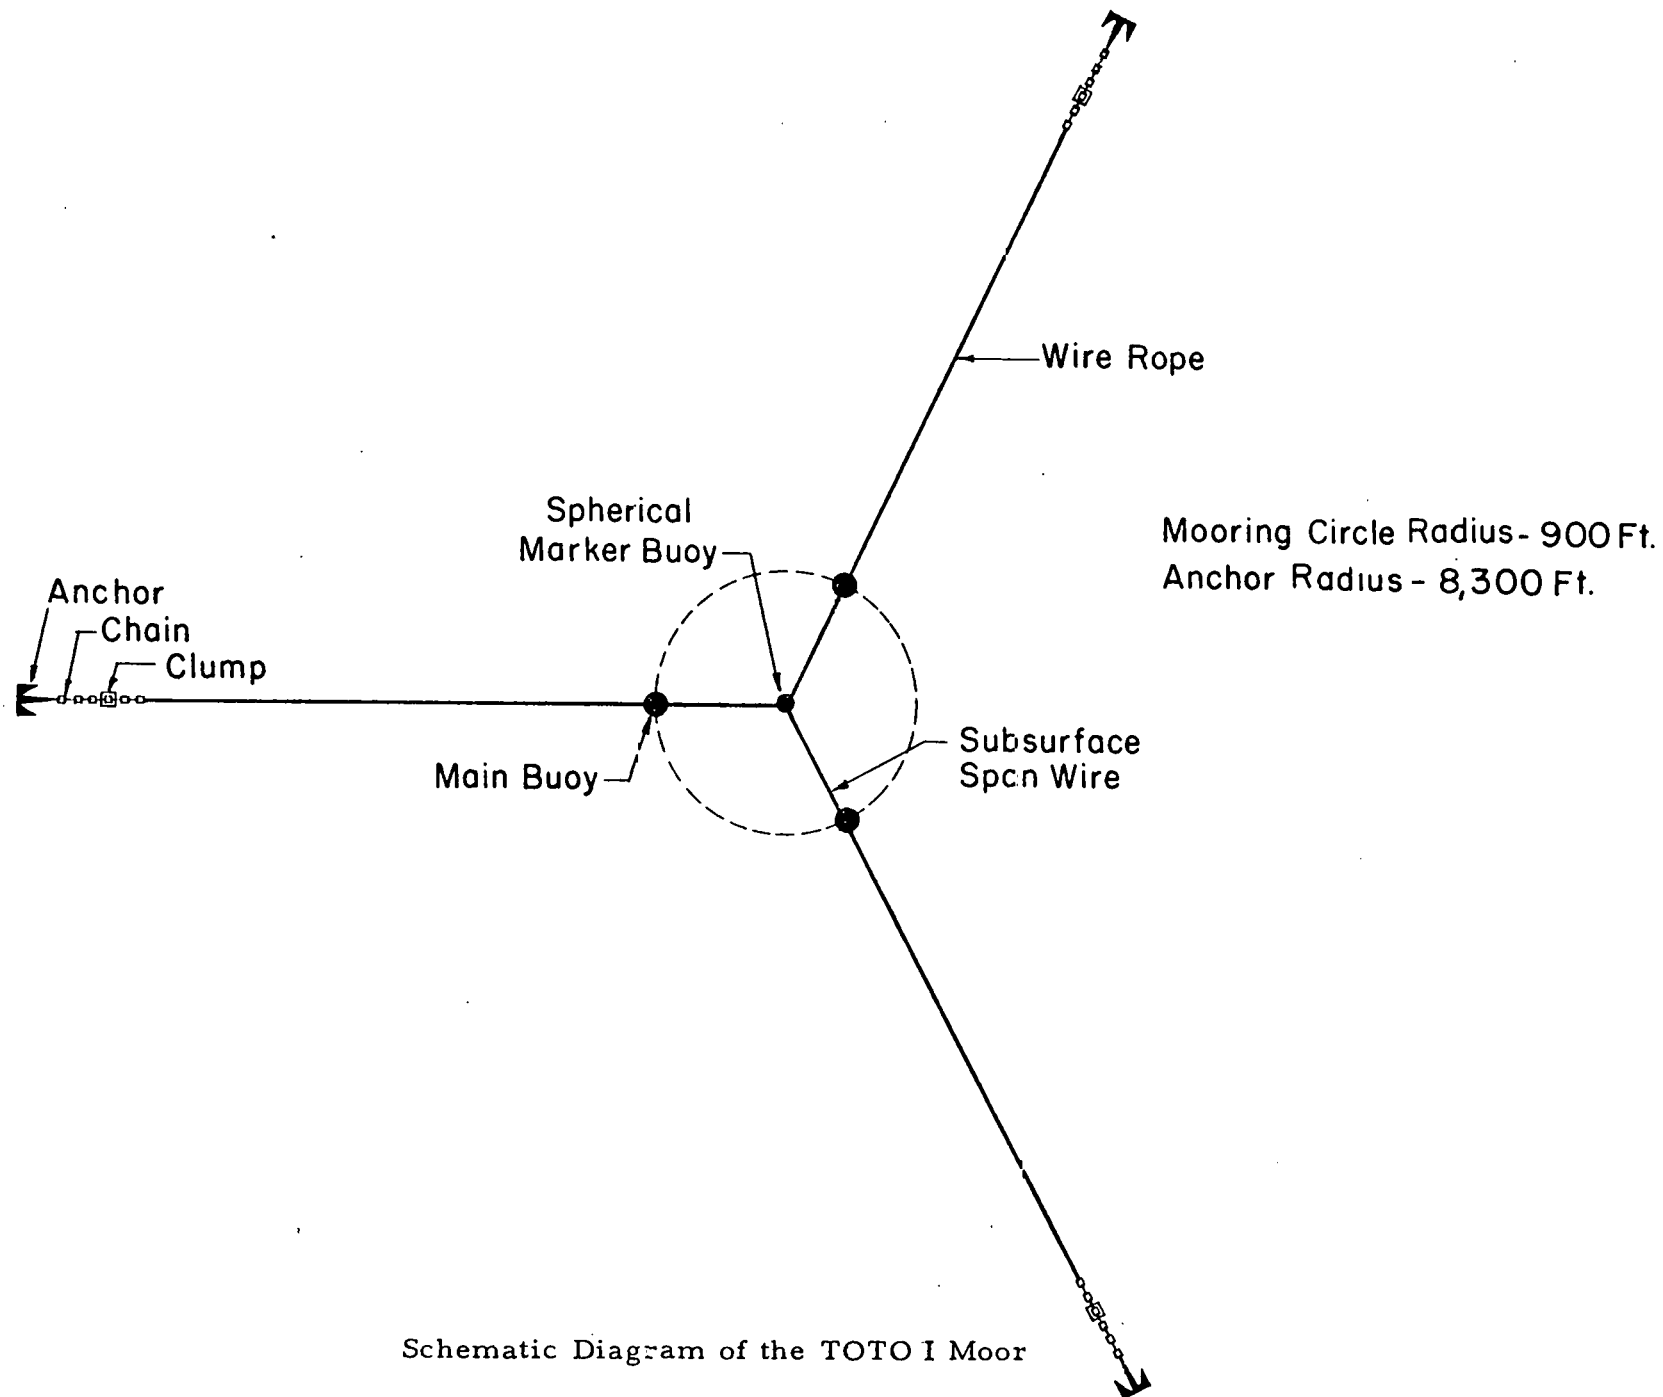 Wire Rope
Spherical
Marker Buoy
Mooring Circle Radius - 900 Ft.
Anchor Radius - 8,300 Ft.
Anchor
Chain
Clump
Main Buoy
Subsurface
Span Wire
Schematic Diagram of the TOTO I Moor